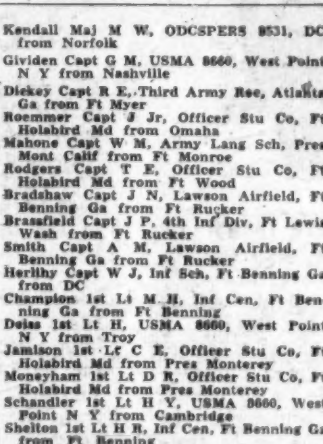 Kendall Maj M W, ODCSPERS 8531, DC
from Norfolk
Gividen Capt G M, USMA 8660, West Point
N Y from Nashville
Dickey Capt R E, Third Army Rec, Atlanta
Ga from Ft Myer
Roemmer Capt J Jr, Officer Stu Co, Ft
Holabird Md from Omaha
Mahone Capt W M, Army Lang Sch, Pres
Mont Calif from Ft Monroe
Rodgers Capt T E, Officer Stu Co, Ft
Holabird Md from Ft Wood
Bradshaw Capt J N, Lawson Airfield, Ft
Benning Ga from Ft Rucker
Brassfield Capt J P, 4th Inf Div, Ft Lewis
Wash from Ft Rucker
Smith Capt A M, Lawson Airfield, Ft
Benning Ga from Ft Rucker
Herlihy Capt W J, Inf Sch, Ft Benning Ga
from DC
Champion 1st Lt M H, Inf Cen, Ft Ben-
ning Ga from Ft Benning
Deiss 1st Lt H, USMA 8660, West Point
N Y from Troy
Jamison 1st Lt C E, Officer Stu Co, Ft
Holabird Md from Pres Monterey
Moneyham 1st Lt D R, Officer Stu Co, Ft
Holabird Md from Pres Monterey
Schandler 1st Lt H Y, USMA 8660, West
Point N Y from Cambridge
Shelton 1st Lt H R, Inf Cen, Ft Benning Ga
from Ft Benning